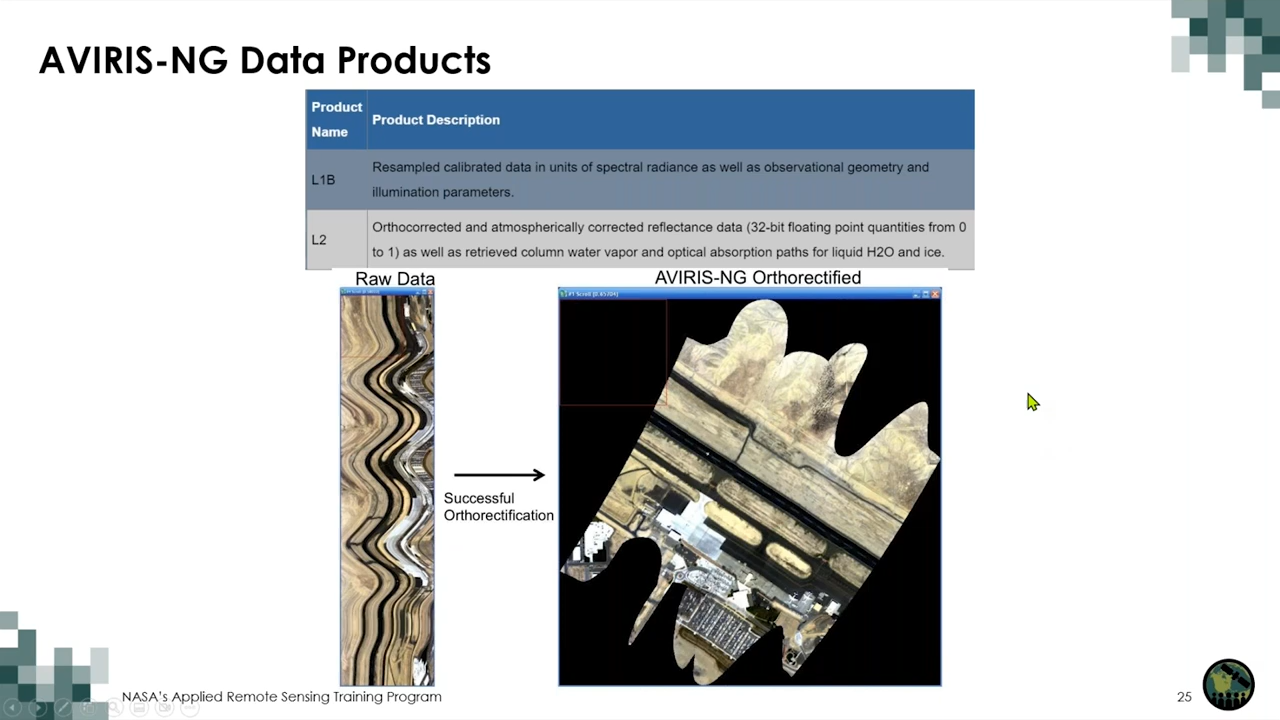 AVIRIS-NG Data Products
Product
Name
Product Description
L1B
Resampled calibrated data in units of spectral radiance as well as observational geometry and
illumination parameters.
L2
Orthocorrected and atmospherically corrected reflectance data (32-bit floating point quantities from 0
to 1) as well as retrieved column water vapor and optical absorption paths for liquid H2O and ice.
Raw Data
AVIRIS-NG Orthorectified
Successful
Orthorectification
NASA's Applied Remote Sensing Training Program
25